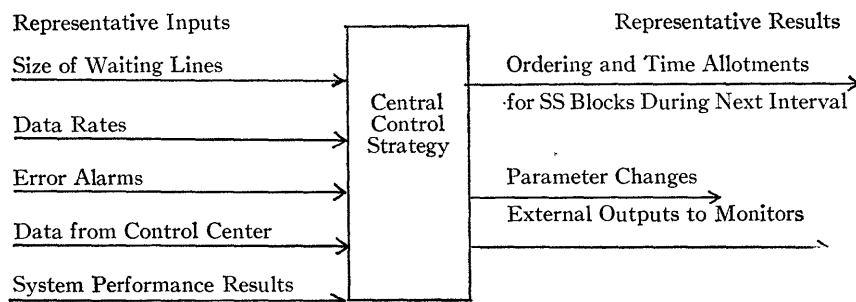 Representative Inputs
Representative Results
Size of Waiting Lines
Data Rates
Error Alarms
Data from Control Center
System Performance Results
Central
Control
Strategy
Ordering and Time Allotments
for SS Blocks During Next Interval
Parameter Changes
External Outputs to Monitors